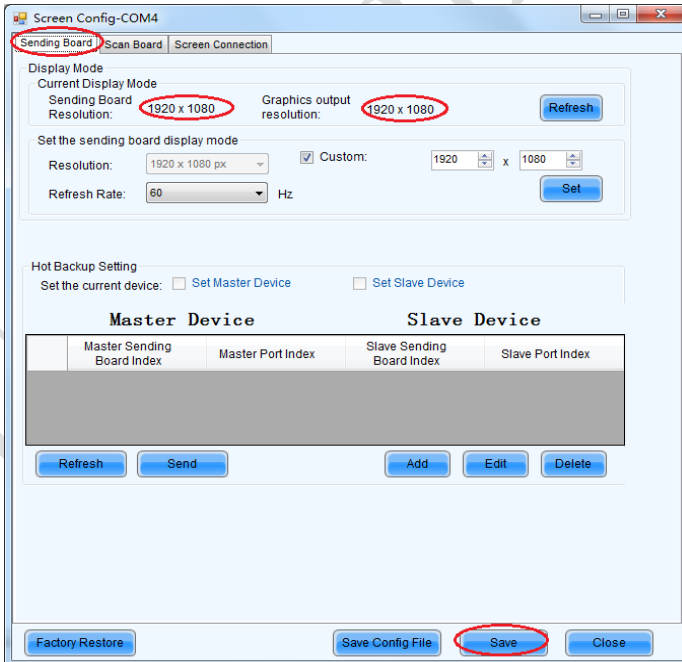 Screen Config-COM4
Sending Board Scan Board Screen Connection
Display Mode
Current Display Mode
Sending Board Resolution: 1920 x 1080 Graphics output resolution: 1920 x 1080 Refresh
Set the sending board display mode
Resolution: 1920 x 1080 px Custom: 1920 x 1080
Refresh Rate: 60 Hz Set
Hot Backup Setting
Set the current device: Set Master Device Set Slave Device
Master Device Slave Device
Master Sending Board Index Master Port Index Slave Sending Board Index Slave Port Index
Refresh Send Add Edit Delete
Factory Restore Save Config File Save Close